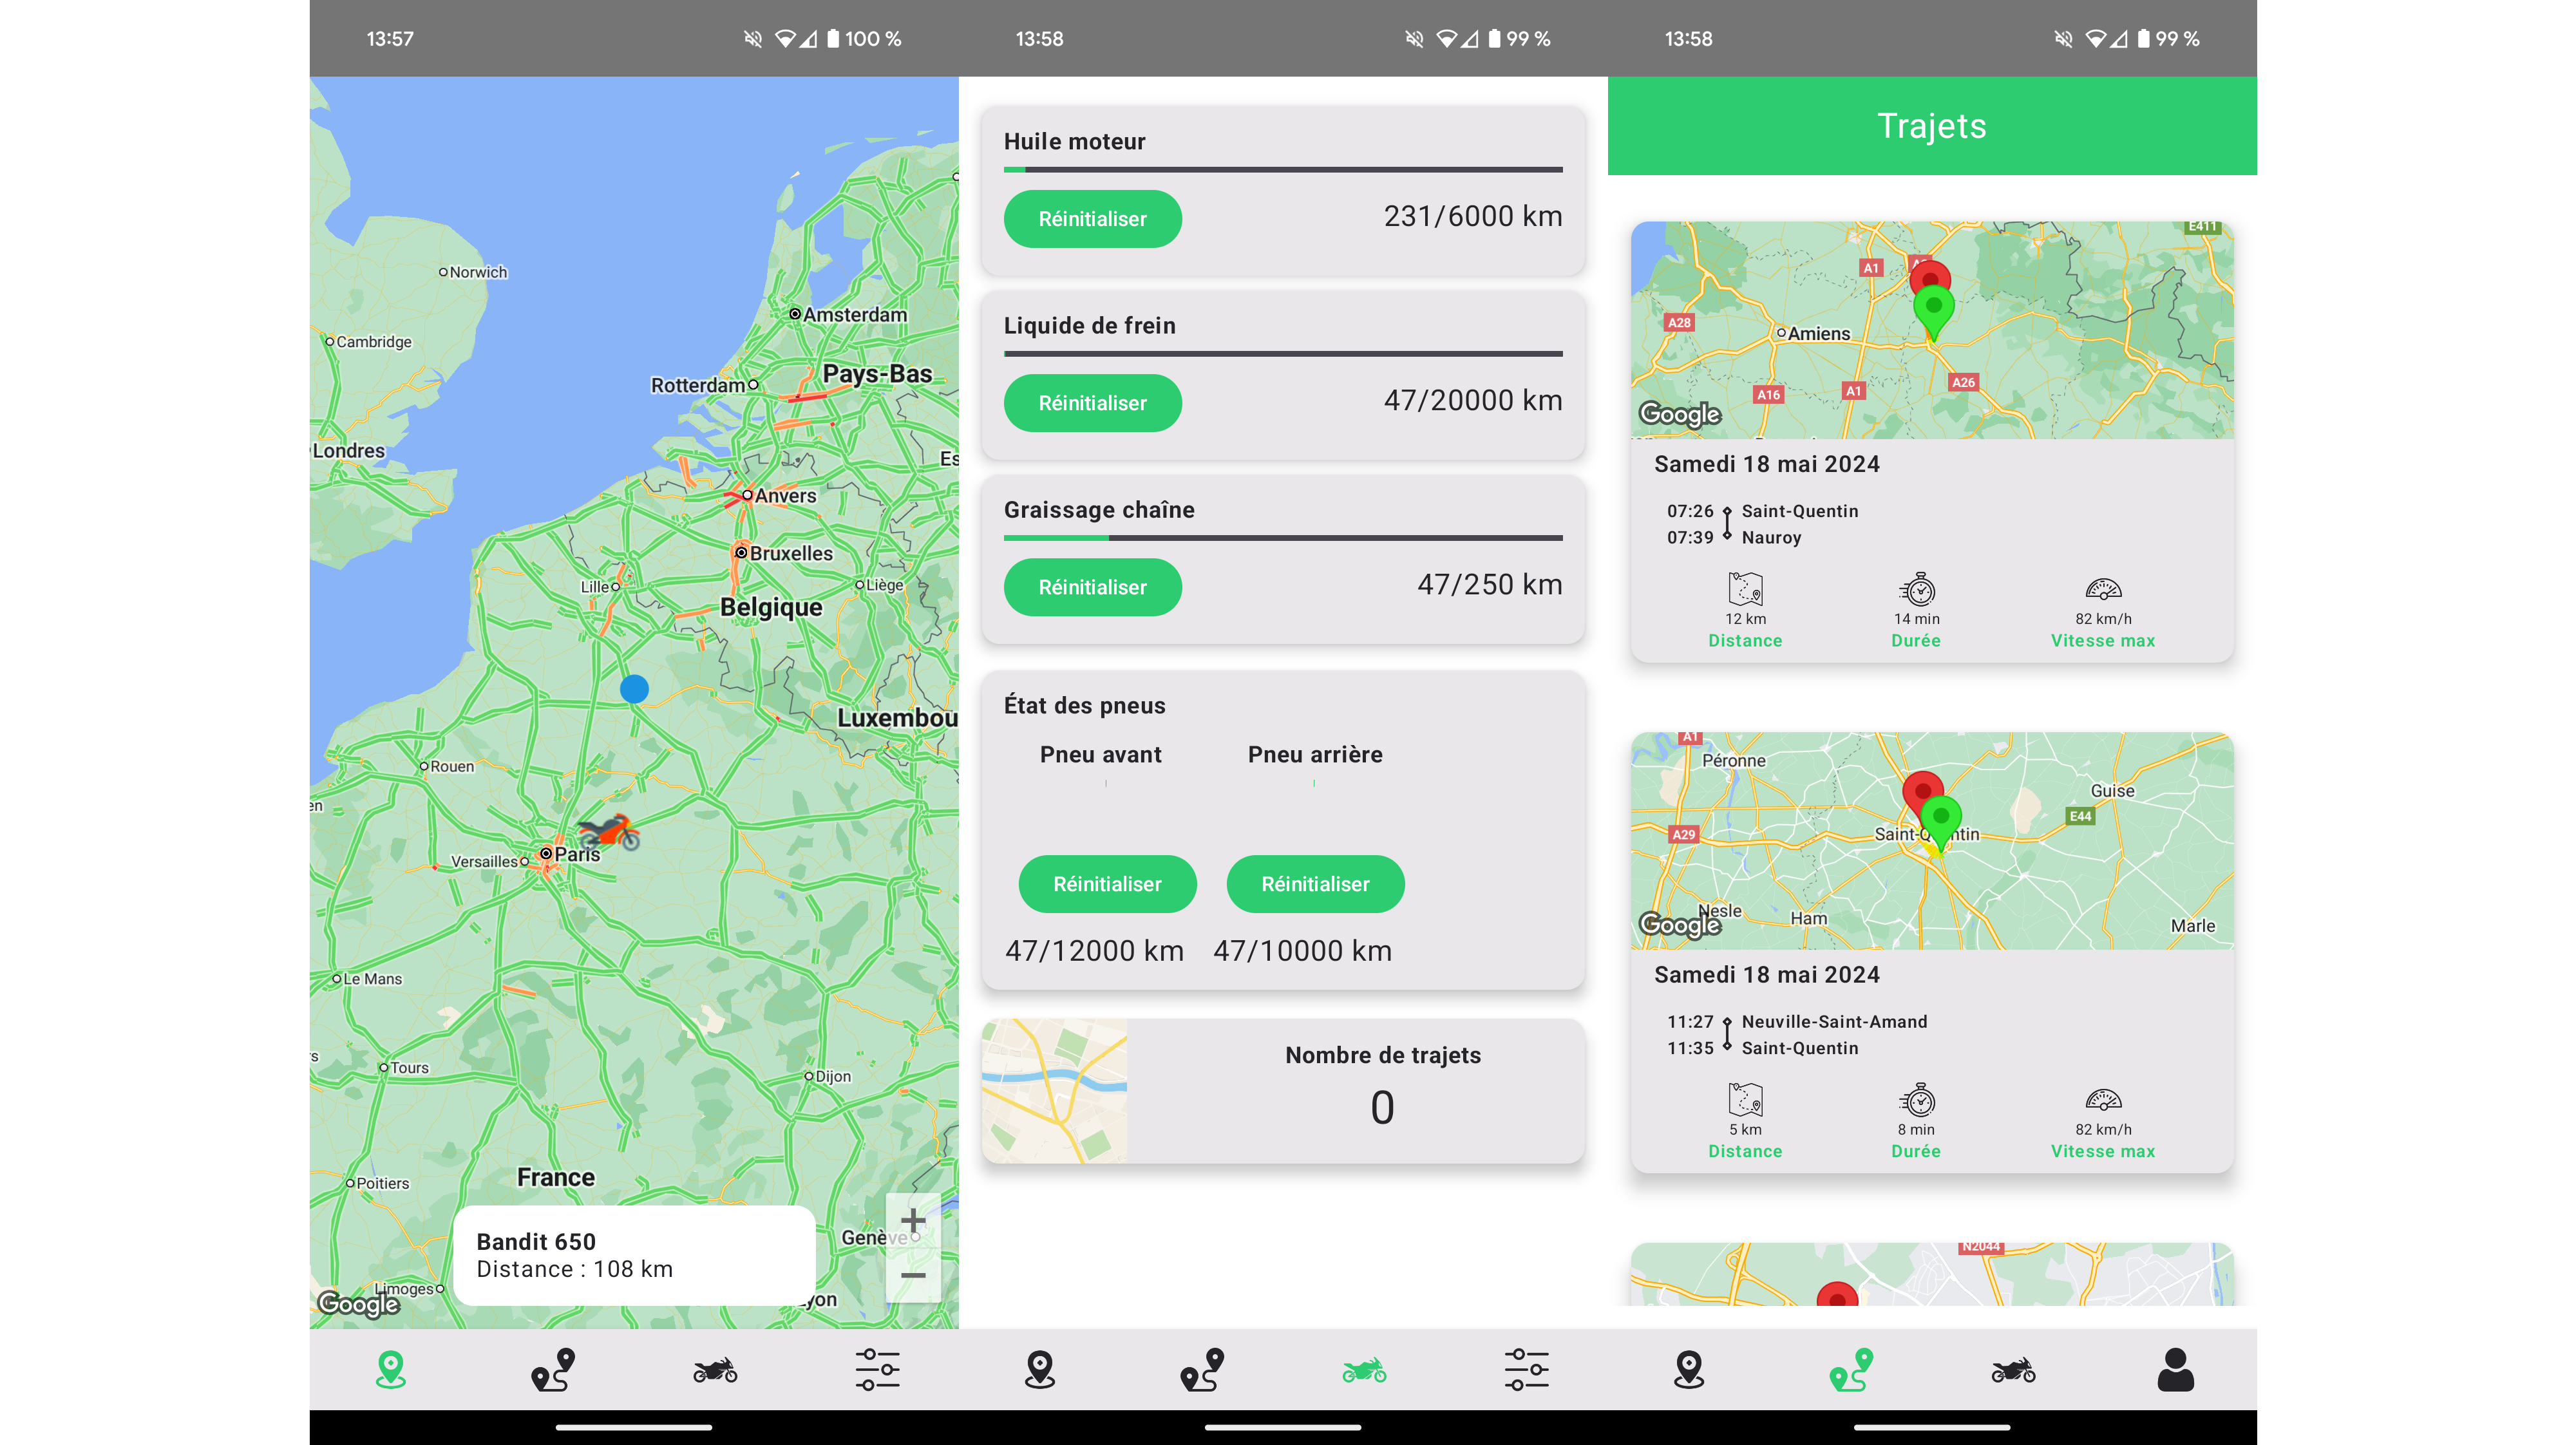 13:57
100 %
Norwich
Cambridge
Amsterdam
Rotterdam
Pays-Bas
Londres
Es
Anvers
Bruxelles
Lille
Liège
Belgique
Luxembou
Rouen
en
Paris
Versailles
Le Mans
rs
Tours
Dijon
Poitiers
France
Genève
Bandit 650
Distance : 108 km
Limoges
yon
Google
+
−
13:58
99 %
Huile moteur
Réinitialiser
231/6000 km
Liquide de frein
Réinitialiser
47/20000 km
Graissage chaîne
Réinitialiser
47/250 km
État des pneus
Pneu avant
Pneu arrière
Réinitialiser
Réinitialiser
47/12000 km
47/10000 km
Nombre de trajets
0
13:58
99 %
Trajets
E411
A1
A28
Amiens
A26
A16
A1
Google
Samedi 18 mai 2024
07:26 Saint-Quentin
07:39 Nauroy
12 km
14 min
82 km/h
Distance
Durée
Vitesse max
A1
Péronne
Guise
E44
A29
Saint-Q ntin
Nesle
Ham
Marle
Google
Samedi 18 mai 2024
11:27 Neuville-Saint-Amand
11:35 Saint-Quentin
5 km
8 min
82 km/h
Distance
Durée
Vitesse max
N2044